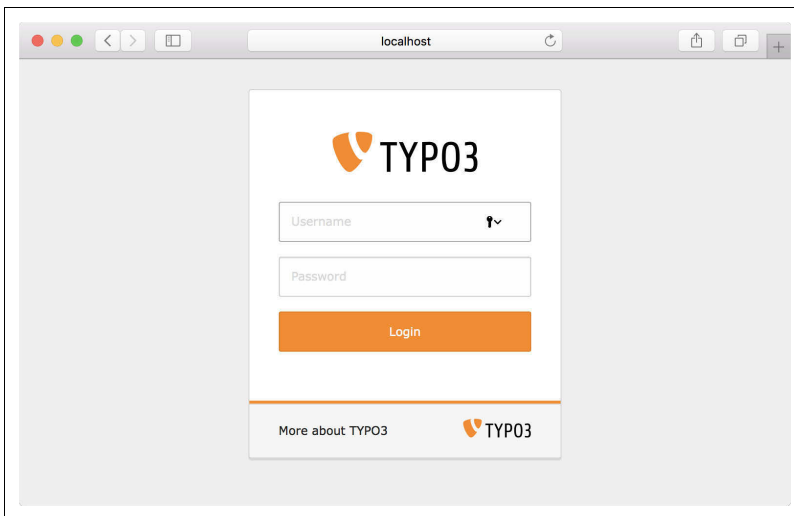 localhost
TYPO3
Username
Password
Login
More about TYPO3
TYPO3